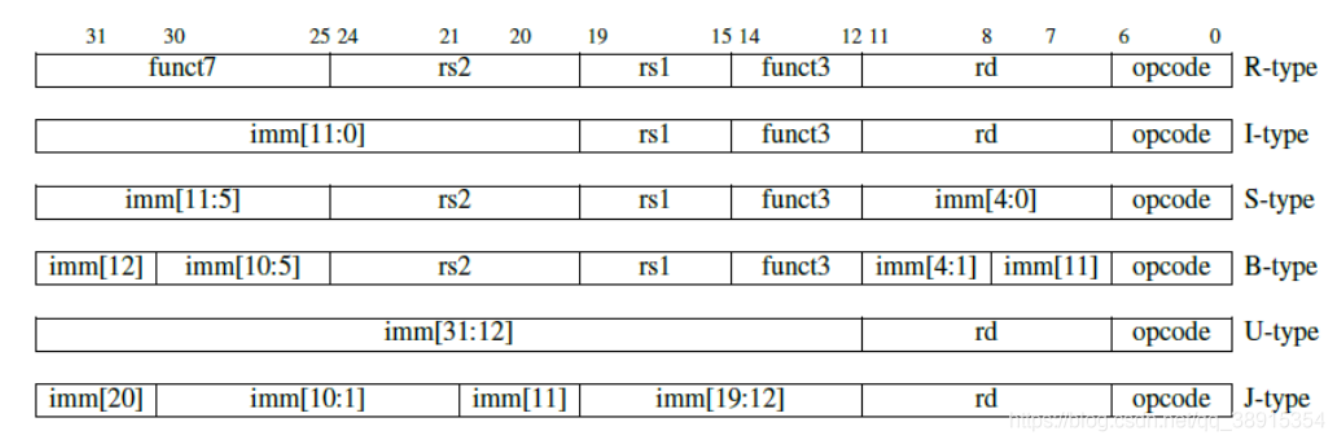 31 30 25 24 21 20 19 15 14 12 11 8 7 6 0
funct7 rs2 rs1 funct3 rd opcode R-type
imm[11:0] rs1 funct3 rd opcode I-type
imm[11:5] rs2 rs1 funct3 imm[4:0] opcode S-type
imm[12] imm[10:5] rs2 rs1 funct3 imm[4:1] imm[11] opcode B-type
imm[31:12] rd opcode U-type
imm[20] imm[10:1] imm[11] imm[19:12] rd opcode J-type
https://blog.csdn.net/qq_38915354